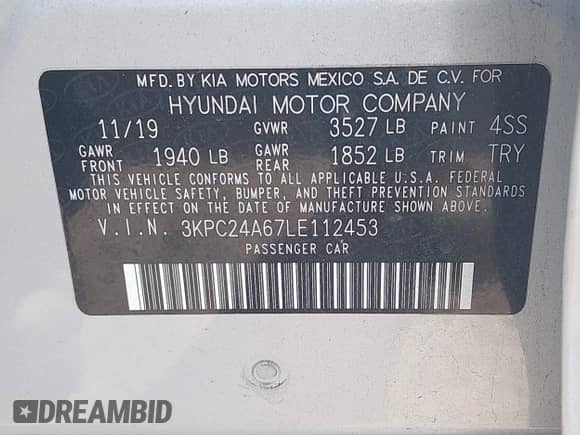 MFD. BY KIA MOTORS MEXICO S.A. DE C.V. FOR
HYUNDAI MOTOR COMPANY
11/19 GVWR 3527 LB PAINT 4SS
GAWR FRONT 1940 LB GAWR REAR 1852 LB TRIM TRY
THIS VEHICLE CONFORMS TO ALL APPLICABLE U.S.A. FEDERAL
MOTOR VEHICLE SAFETY, BUMPER, AND THEFT PREVENTION STANDARDS
IN EFFECT ON THE DATE OF MANUFACTURE SHOWN ABOVE.
V.I.N. 3KPC24A67LE112453
PASSENGER CAR
DREAMBID